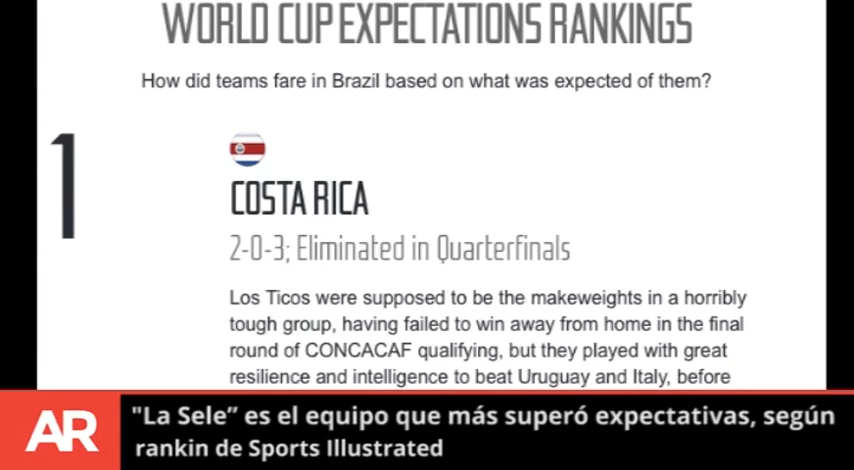 WORLD CUP EXPECTATIONS RANKINGS
How did teams fare in Brazil based on what was expected of them?
1
COSTA RICA
2-0-3; Eliminated in Quarterfinals
Los Ticos were supposed to be the makeweights in a horribly
tough group, having failed to win away from home in the final
round of CONCACAF qualifying, but they played with great
resilience and intelligence to beat Uruguay and Italy, before
AR
"La Sele” es el equipo que más superó expectativas, según
rankin de Sports Illustrated